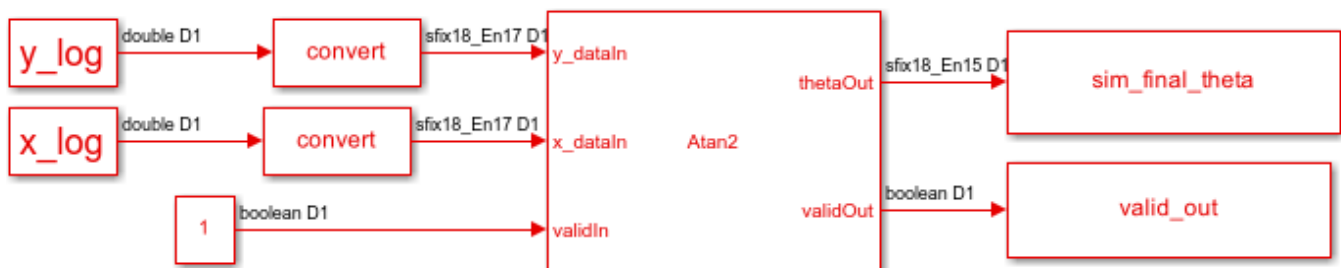 y_log
double D1
convert
sfix18_En17 D1
y_dataIn
x_log
double D1
convert
sfix18_En17 D1
x_dataIn
1
boolean D1
validIn
Atan2
thetaOut
sfix18_En15 D1
sim_final_theta
validOut
boolean D1
valid_out